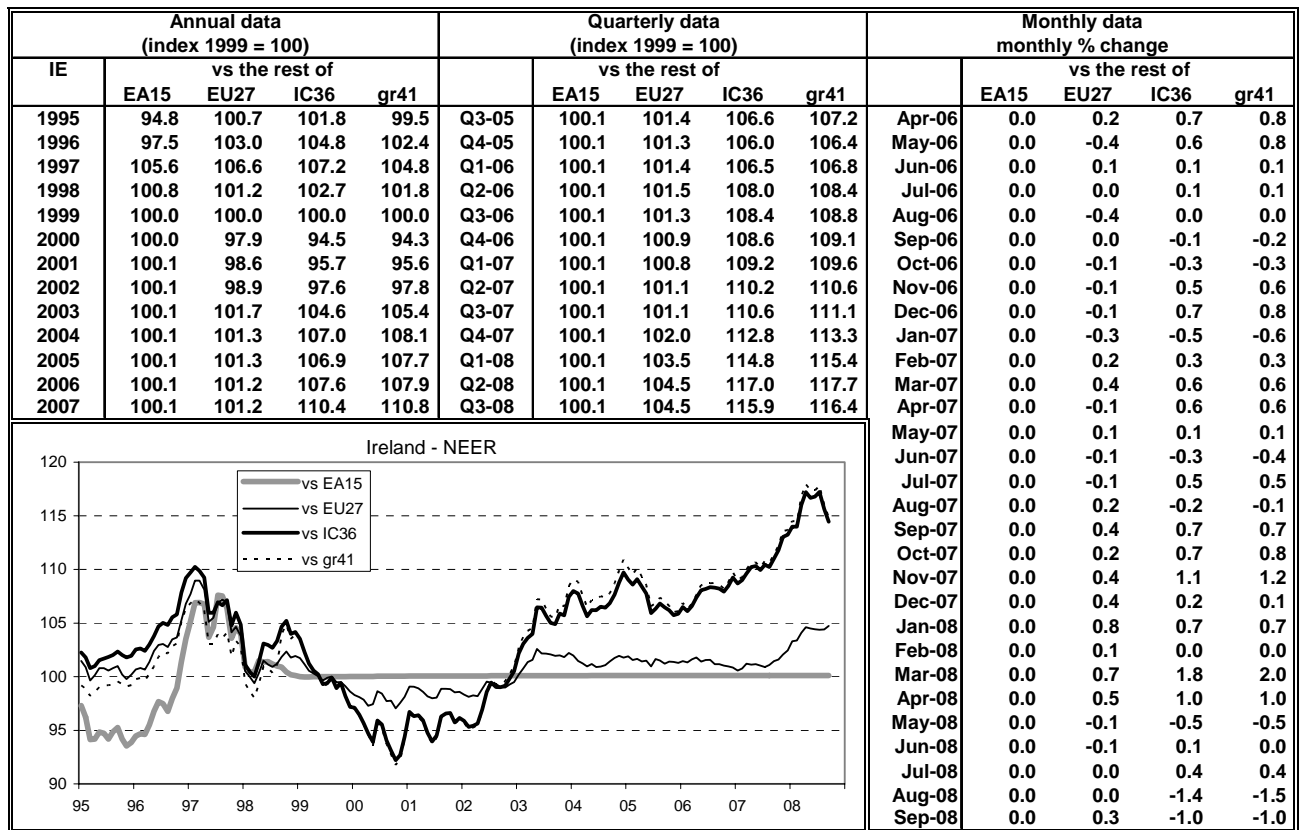 Annual data Quarterly data Monthly data
(index 1999 = 100) (index 1999 = 100) monthly % change
IE vs the rest of vs the rest of vs the rest of
EA15 EU27 IC36 gr41 EA15 EU27 IC36 gr41 EA15 EU27 IC36 gr41
1995 94.8 100.7 101.8 99.5 Q3-05 100.1 101.4 106.6 107.2 Apr-06 0.0 0.2 0.7 0.8
1996 97.5 103.0 104.8 102.4 Q4-05 100.1 101.3 106.0 106.4 May-06 0.0 -0.4 0.6 0.8
1997 105.6 106.6 107.2 104.8 Q1-06 100.1 101.4 106.5 106.8 Jun-06 0.0 0.1 0.1 0.1
1998 100.8 101.2 102.7 101.8 Q2-06 100.1 101.5 108.0 108.4 Jul-06 0.0 0.0 0.1 0.1
1999 100.0 100.0 100.0 100.0 Q3-06 100.1 101.3 108.4 108.8 Aug-06 0.0 -0.4 0.0 0.0
2000 100.0 97.9 94.5 94.3 Q4-06 100.1 100.9 108.6 109.1 Sep-06 0.0 0.0 -0.1 -0.2
2001 100.1 98.6 95.7 95.6 Q1-07 100.1 100.8 109.2 109.6 Oct-06 0.0 -0.1 -0.3 -0.3
2002 100.1 98.9 97.6 97.8 Q2-07 100.1 101.1 110.2 110.6 Nov-06 0.0 -0.1 0.5 0.6
2003 100.1 101.7 104.6 105.4 Q3-07 100.1 101.1 110.6 111.1 Dec-06 0.0 -0.1 0.7 0.8
2004 100.1 101.3 107.0 108.1 Q4-07 100.1 102.0 112.8 113.3 Jan-07 0.0 -0.3 -0.5 -0.6
2005 100.1 101.3 106.9 107.7 Q1-08 100.1 103.5 114.8 115.4 Feb-07 0.0 0.2 0.3 0.3
2006 100.1 101.2 107.6 107.9 Q2-08 100.1 104.5 117.0 117.7 Mar-07 0.0 0.4 0.6 0.6
2007 100.1 101.2 110.4 110.8 Q3-08 100.1 104.5 115.9 116.4 Apr-07 0.0 -0.1 0.6 0.6
May-07 0.0 0.1 0.1 0.1
Jun-07 0.0 -0.1 -0.3 -0.4
Jul-07 0.0 -0.1 0.5 0.5
Aug-07 0.0 0.2 -0.2 -0.1
Sep-07 0.0 0.4 0.7 0.7
Oct-07 0.0 0.2 0.7 0.8
Nov-07 0.0 0.4 1.1 1.2
Dec-07 0.0 0.4 0.2 0.1
Jan-08 0.0 0.8 0.7 0.7
Feb-08 0.0 0.1 0.0 0.0
Mar-08 0.0 0.7 1.8 2.0
Apr-08 0.0 0.5 1.0 1.0
May-08 0.0 -0.1 -0.5 -0.5
Jun-08 0.0 -0.1 0.1 0.0
Jul-08 0.0 0.0 0.4 0.4
Aug-08 0.0 0.0 -1.4 -1.5
Sep-08 0.0 0.3 -1.0 -1.0
Ireland - NEER
vs EA15
vs EU27
vs IC36
vs gr41
120
115
110
105
100
95
90
95 96 97 98 99 00 01 02 03 04 05 06 07 08